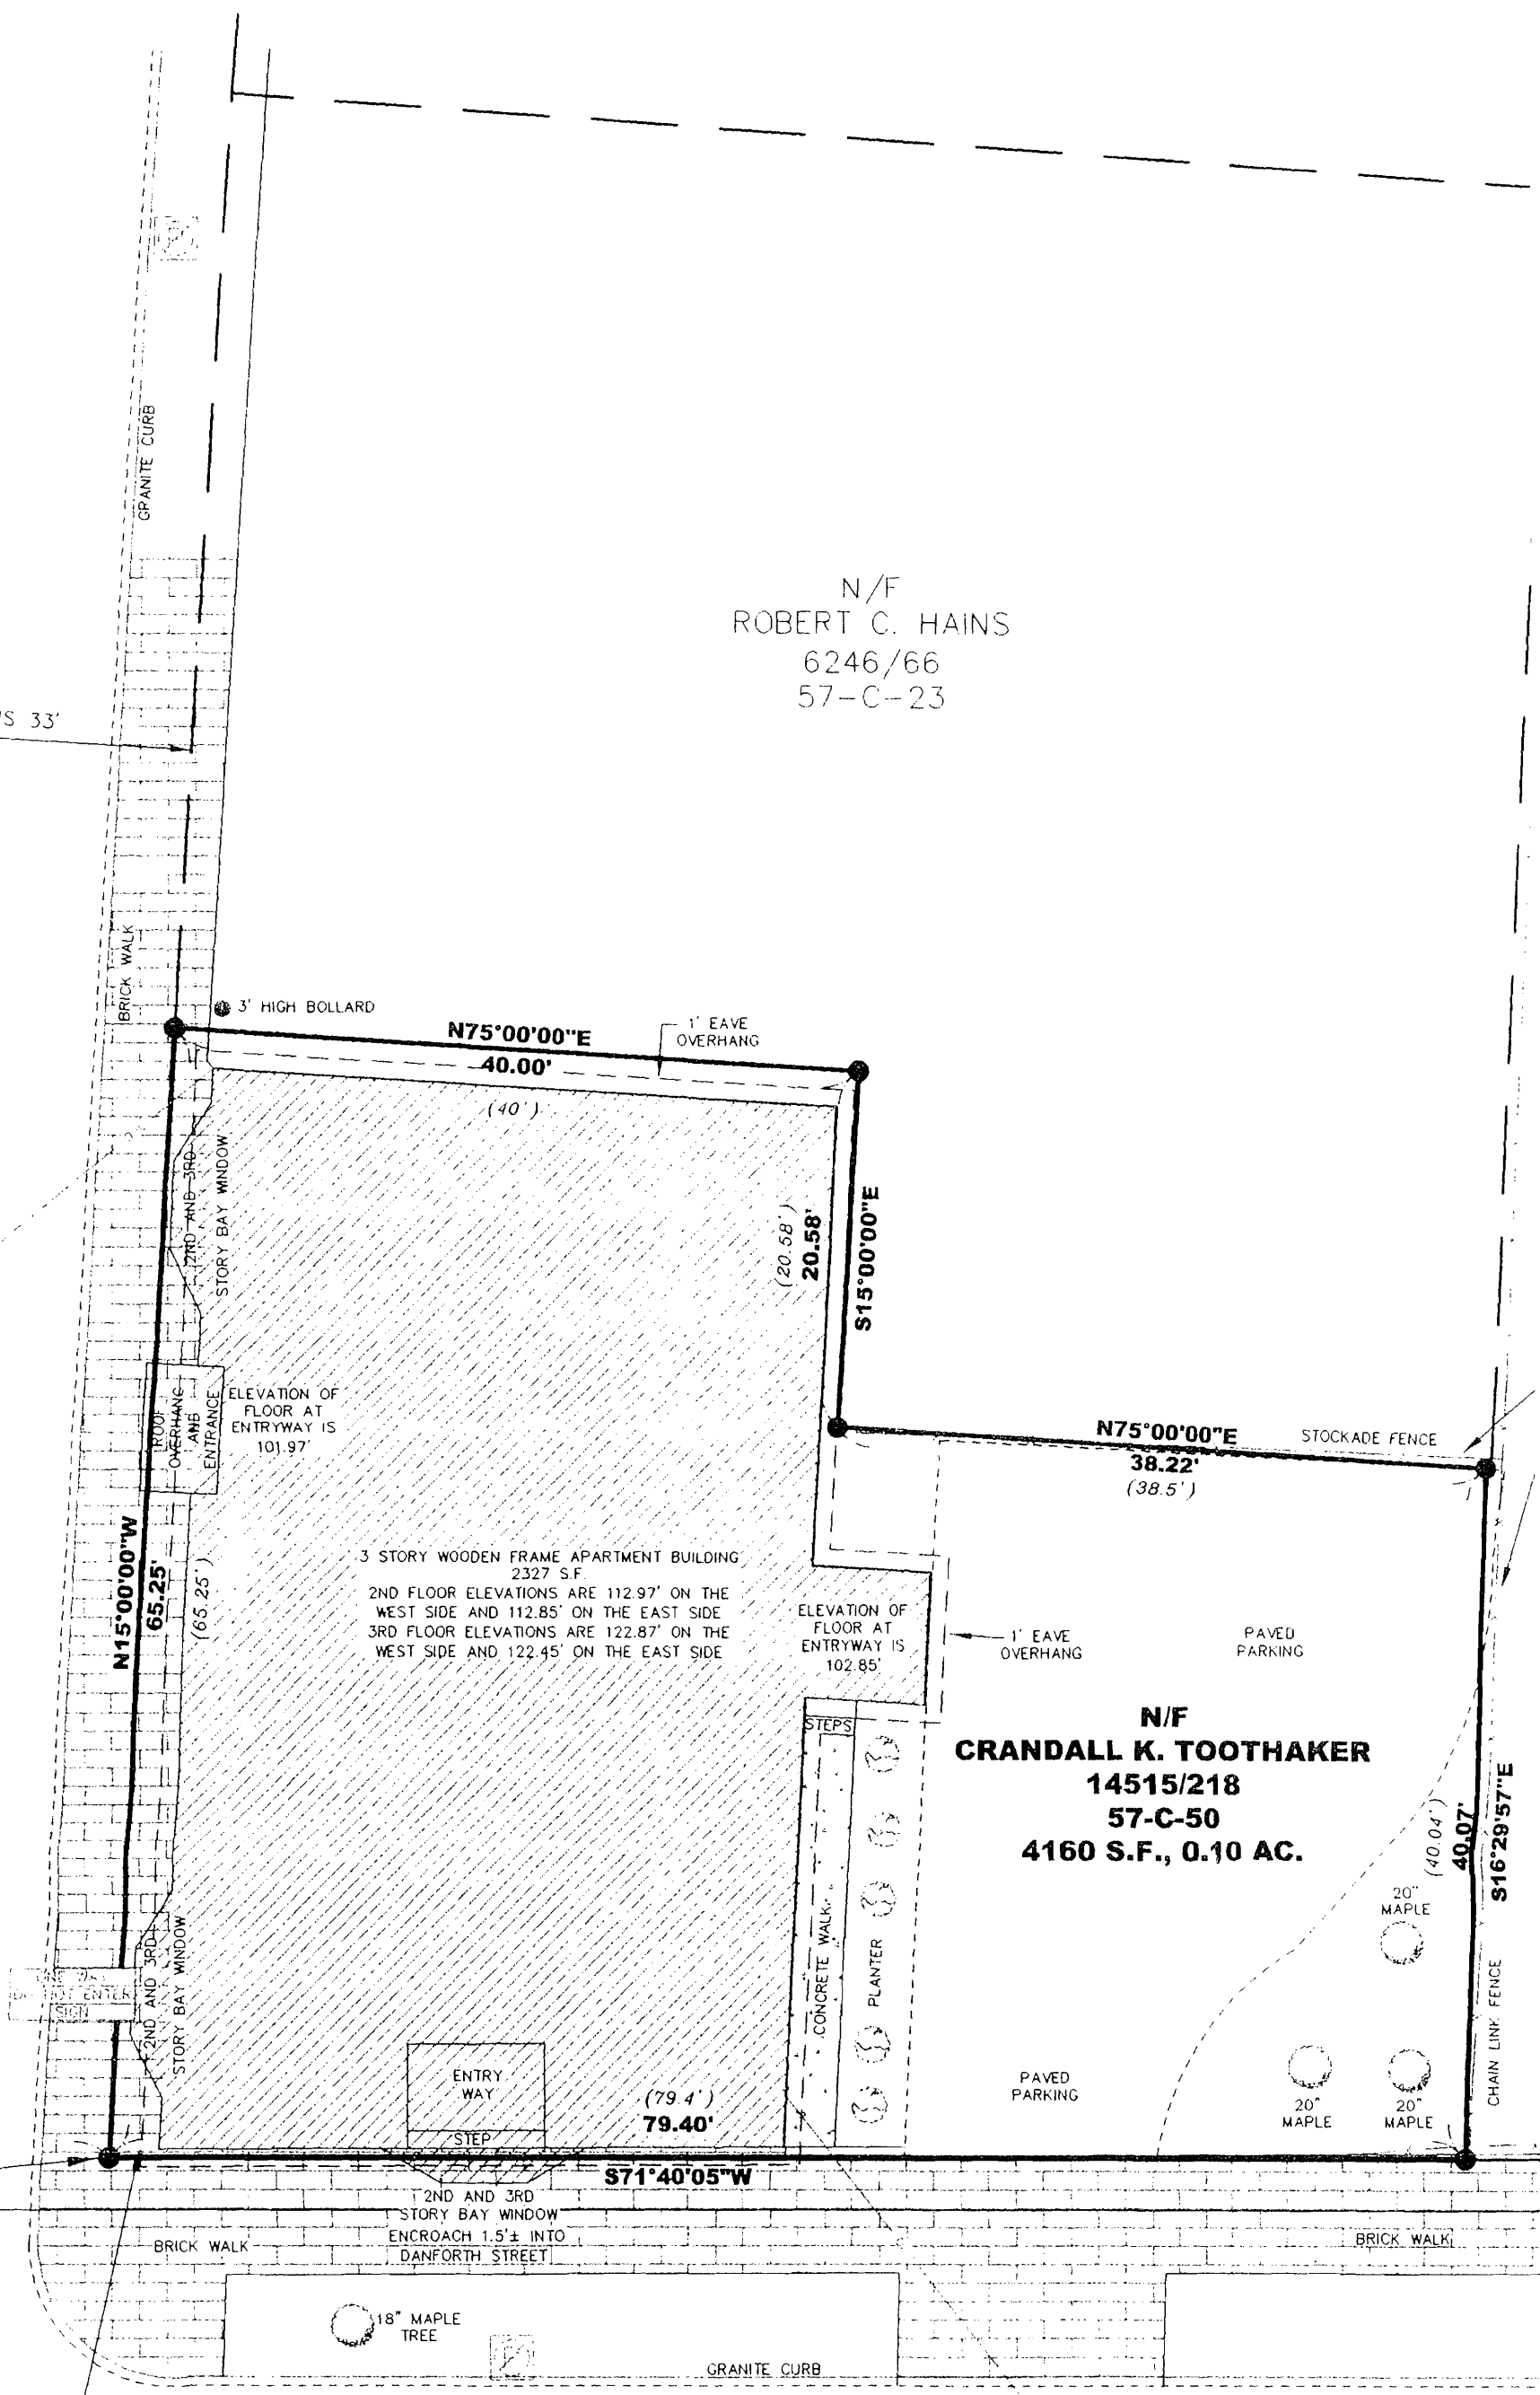 GRANITE CURB
N/F
ROBERT C. HAINS
6246/66
57-C-23
'S 33'
BRICK WALK
3' HIGH BOLLARD
N75°00'00"E
40.00'
(40')
1' EAVE
OVERHANG
2ND AND 3RD
STORY BAY WINDOW
(20.58')
20.58'
S15°00'00"E
ROOF
OVERHANG
AND
ENTRANCE
ELEVATION OF
FLOOR AT
ENTRYWAY IS
101.97'
N75°00'00"E
38.22'
(38.5')
STOCKADE FENCE
N15°00'00"W
65.25'
(65.25')
3 STORY WOODEN FRAME APARTMENT BUILDING
2327 S.F.
2ND FLOOR ELEVATIONS ARE 112.97' ON THE
WEST SIDE AND 112.85' ON THE EAST SIDE
3RD FLOOR ELEVATIONS ARE 122.87' ON THE
WEST SIDE AND 122.45' ON THE EAST SIDE
ELEVATION OF
FLOOR AT
ENTRYWAY IS
102.85'
1' EAVE
OVERHANG
PAVED
PARKING
N/F
CRANDALL K. TOOTHAKER
14515/218
57-C-50
4160 S.F., 0.10 AC.
STEPS
CONCRETE WALK
PLANTER
(40.04')
40.07'
S16°29'57"E
20"
MAPLE
CHAIN LINK FENCE
2ND AND 3RD
STORY BAY WINDOW
ENTER
SIGN
ENTRY
WAY
STEP
(79.4')
79.40'
S71°40'05"W
PAVED
PARKING
20"
MAPLE
20"
MAPLE
2ND AND 3RD
STORY BAY WINDOW
ENCROACH 1.5'± INTO
DANFORTH STREET
BRICK WALK
BRICK WALK
18" MAPLE
TREE
GRANITE CURB